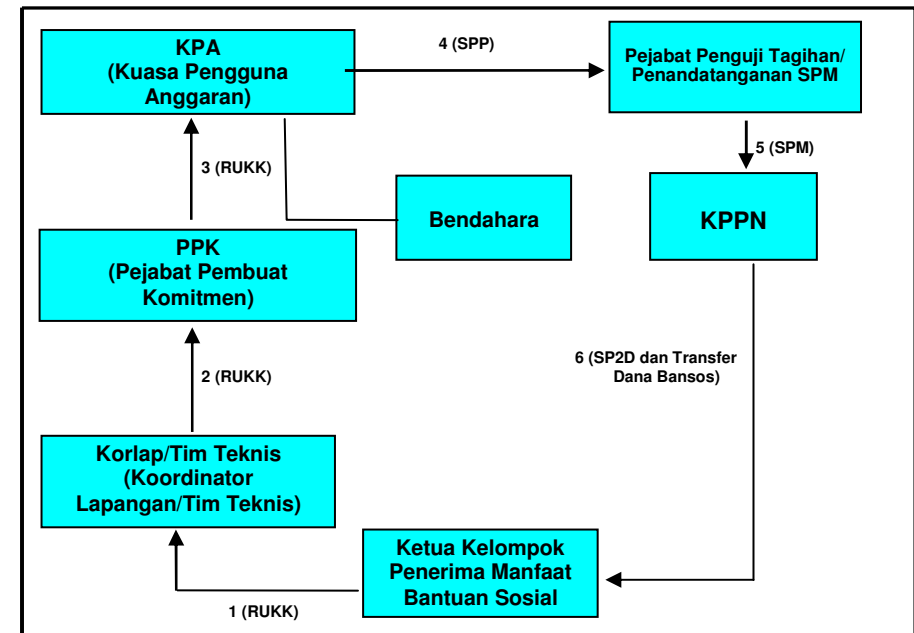 KPA
(Kuasa Pengguna
Anggaran)
4 (SPP)
Pejabat Penguji Tagihan/
Penandatanganan SPM
5 (SPM)
3 (RUKK)
Bendahara
KPPN
PPK
(Pejabat Pembuat
Komitmen)
6 (SP2D dan Transfer
Dana Bansos)
2 (RUKK)
Korlap/Tim Teknis
(Koordinator
Lapangan/Tim Teknis)
Ketua Kelompok
Penerima Manfaat
Bantuan Sosial
1 (RUKK)